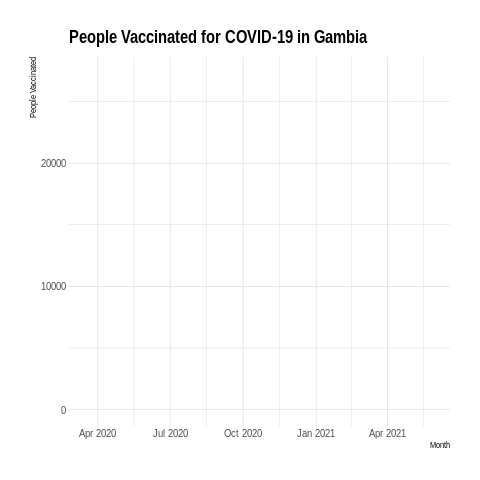 People Vaccinated for COVID-19 in Gambia
People Vaccinated
20000
10000
0
Apr 2020 Jul 2020 Oct 2020 Jan 2021 Apr 2021
Month